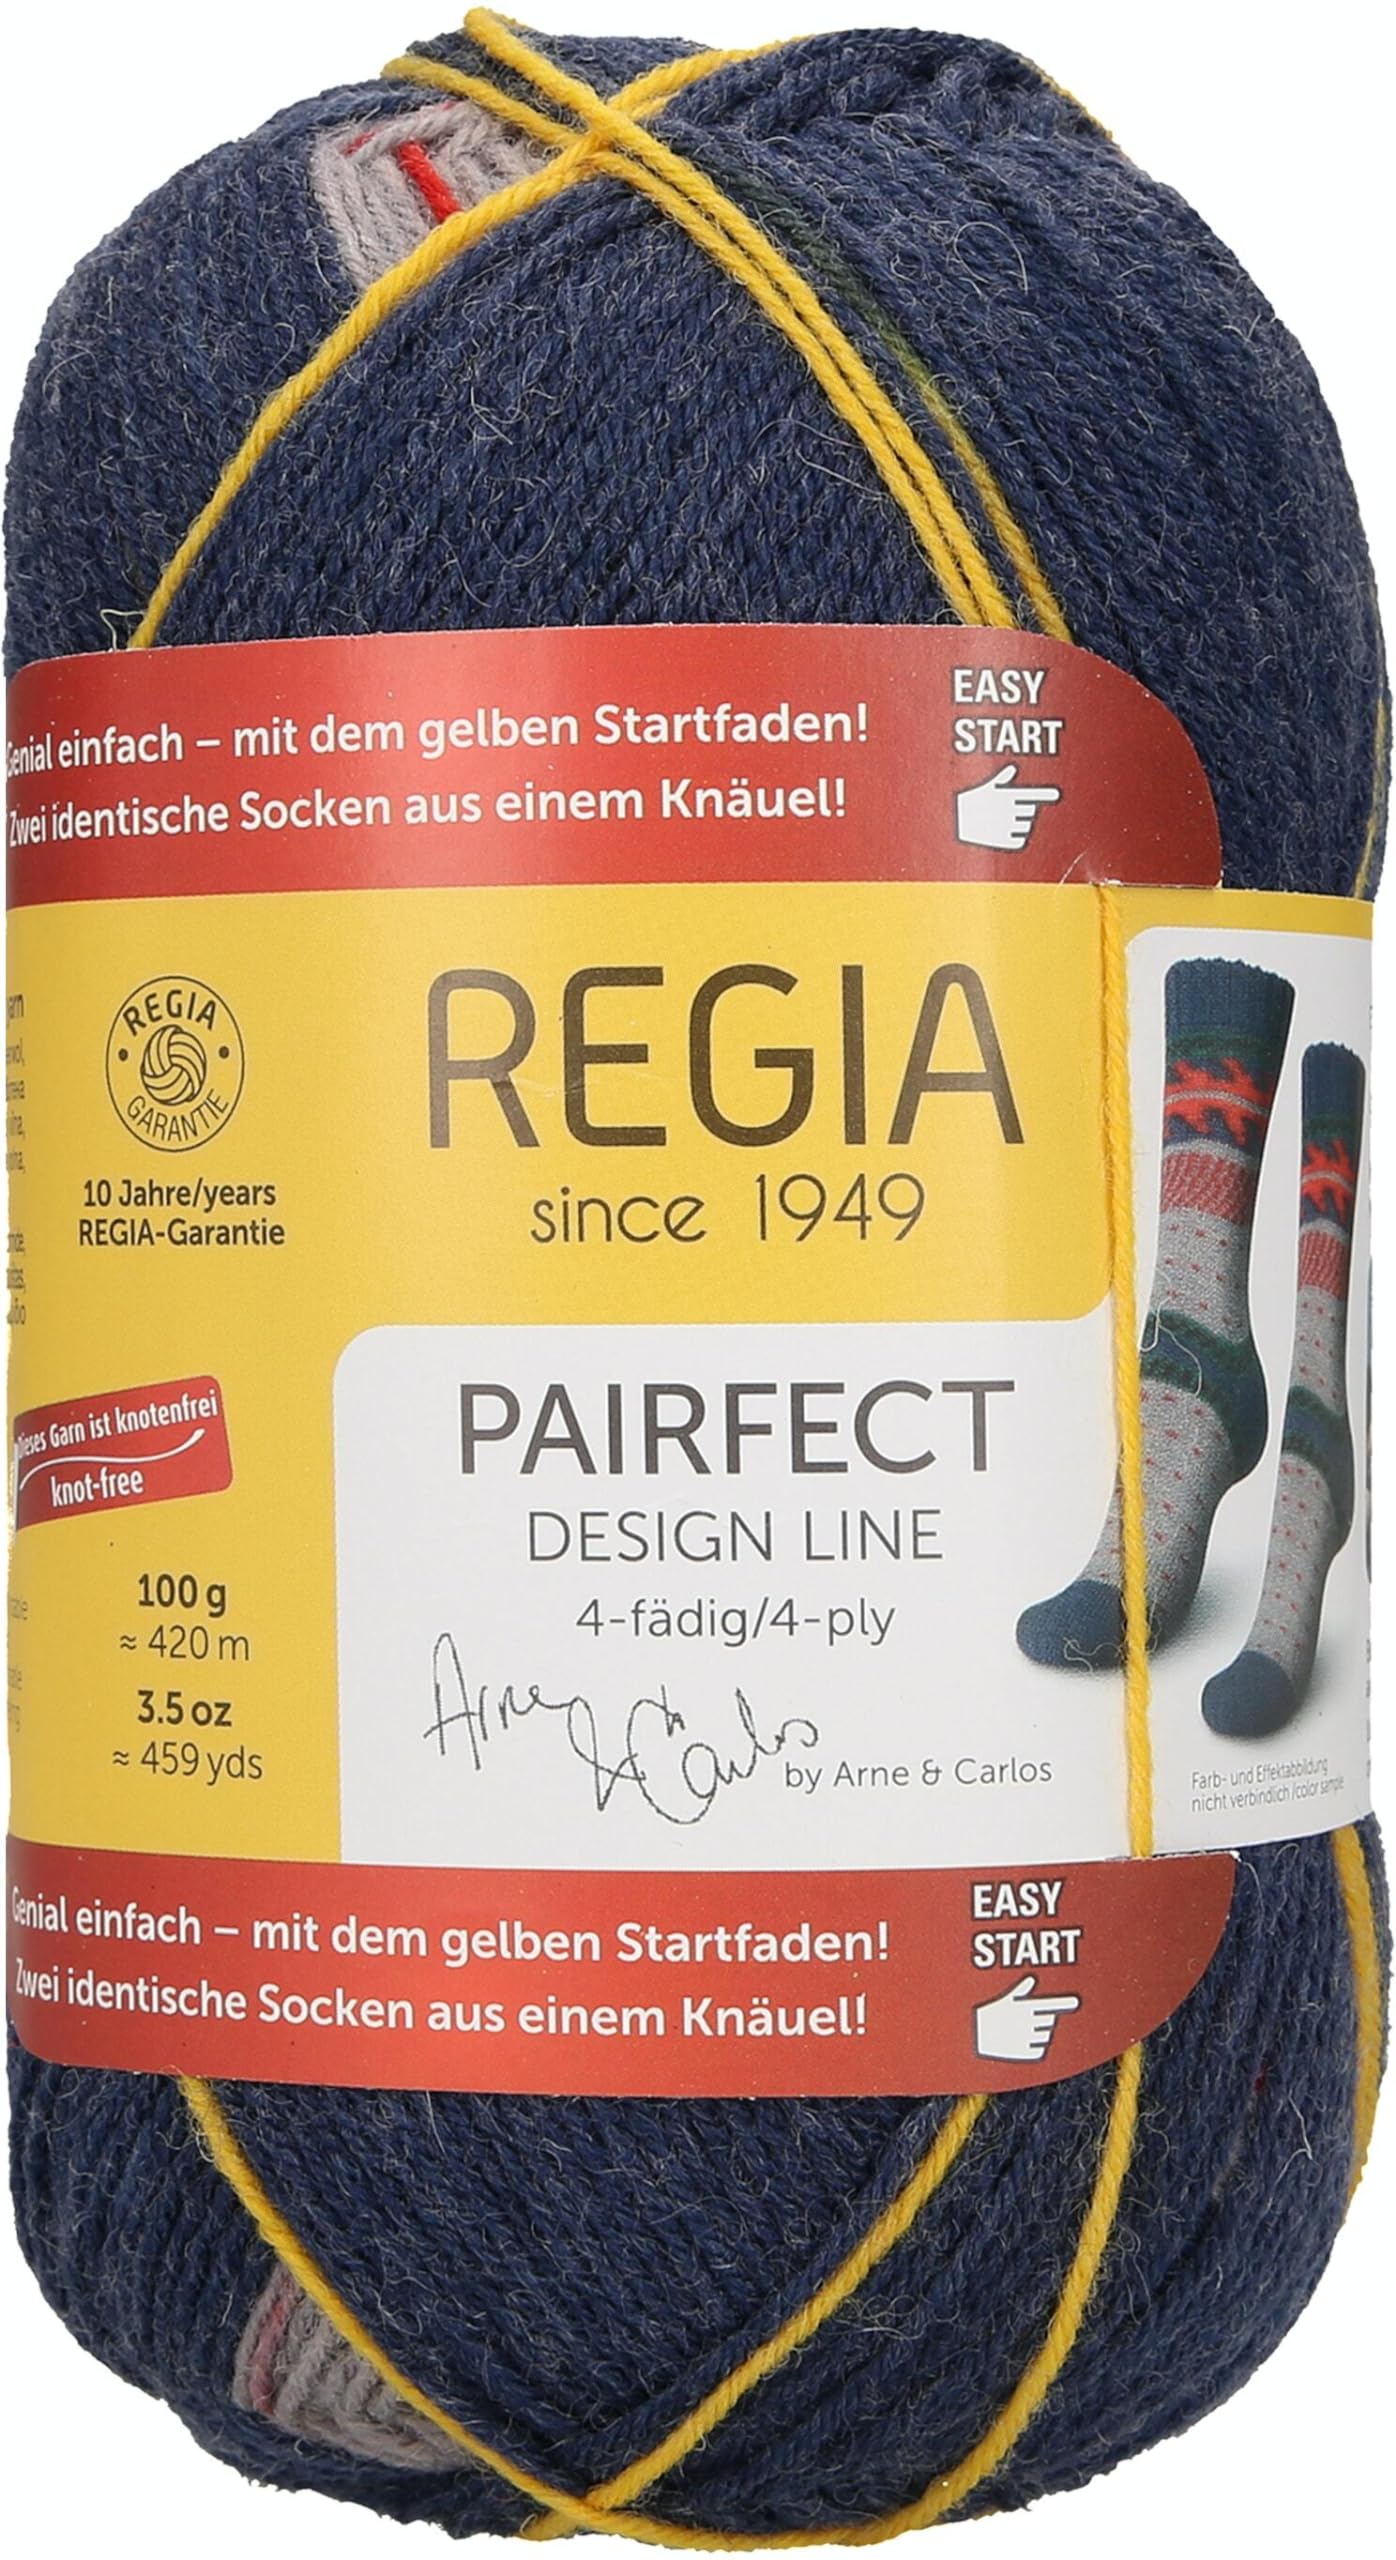 Genial einfach – mit dem gelben Startfaden!
Zwei identische Socken aus einem Knäuel!
EASY
START
REGIA
GARANTIE
10 Jahre/years
REGIA-Garantie
REGIA
since 1949
Dieses Garn ist knotenfrei
knot-free
100 g
≈ 420 m
3.5 oz
≈ 459 yds
PAIRFECT
DESIGN LINE
4-fädig/4-ply
Arne
& Carlos
by Arne & Carlos
Farb- und Effektabbildung
nicht verbindlich/color sample
Genial einfach – mit dem gelben Startfaden!
Zwei identische Socken aus einem Knäuel!
EASY
START